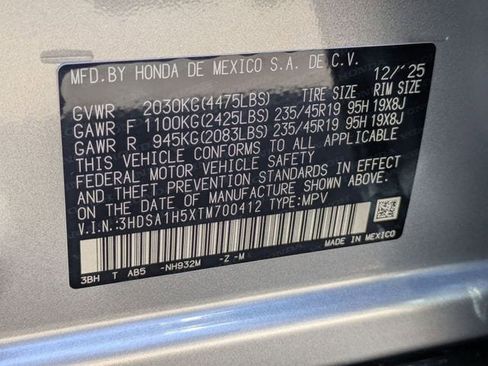 MFD.BY HONDA DE MEXICO S.A. DE C.V.
12/'25
TIRE SIZE RIM SIZE
GVWR 2030KG(4475LBS)
GAWR F 1100KG(2425LBS) 235/45R19 95H 19X8J
GAWR R 945KG(2083LBS) 235/45R19 95H 19X8J
THIS VEHICLE CONFORMS TO ALL APPLICABLE
FEDERAL MOTOR VEHICLE SAFETY
AND THEFT PREVENTION STANDARDS IN EFFECT
ON THE DATE OF MANUFACTURE SHOWN ABOVE.
V.I.N.:3HDSA1H5XTM700412 TYPE:MPV
3BH T AB5 -NH932M -Z -M
MADE IN MEXICO